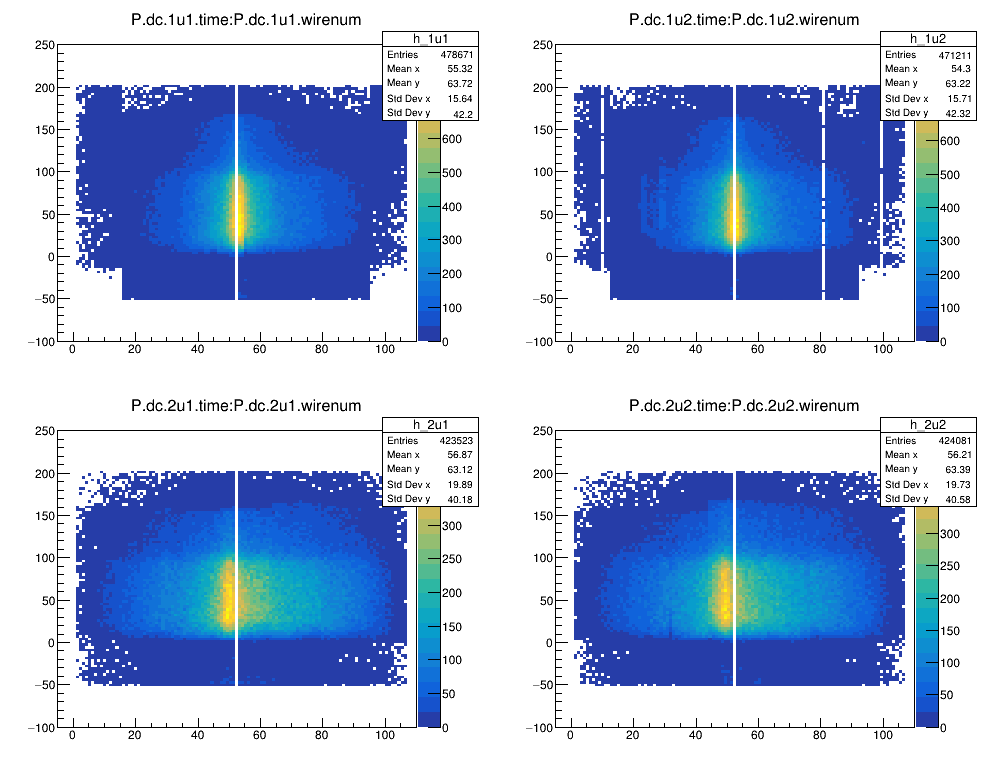 P.dc.1u1.time:P.dc.1u1.wirenum
h_1u1
Entries 478671
Mean x 55.32
Mean y 63.72
Std Dev x 15.64
Std Dev y 42.2
250
200
150
100
50
0
−50
−100
0 20 40 60 80 100
600
500
400
300
200
100
0
P.dc.1u2.time:P.dc.1u2.wirenum
h_1u2
Entries 471211
Mean x 54.3
Mean y 63.22
Std Dev x 15.71
Std Dev y 42.32
250
200
150
100
50
0
−50
−100
0 20 40 60 80 100
600
500
400
300
200
100
0
P.dc.2u1.time:P.dc.2u1.wirenum
h_2u1
Entries 423523
Mean x 56.87
Mean y 63.12
Std Dev x 19.89
Std Dev y 40.18
250
200
150
100
50
0
−50
−100
0 20 40 60 80 100
300
250
200
150
100
50
0
P.dc.2u2.time:P.dc.2u2.wirenum
h_2u2
Entries 424081
Mean x 56.21
Mean y 63.39
Std Dev x 19.73
Std Dev y 40.58
250
200
150
100
50
0
−50
−100
0 20 40 60 80 100
300
250
200
150
100
50
0